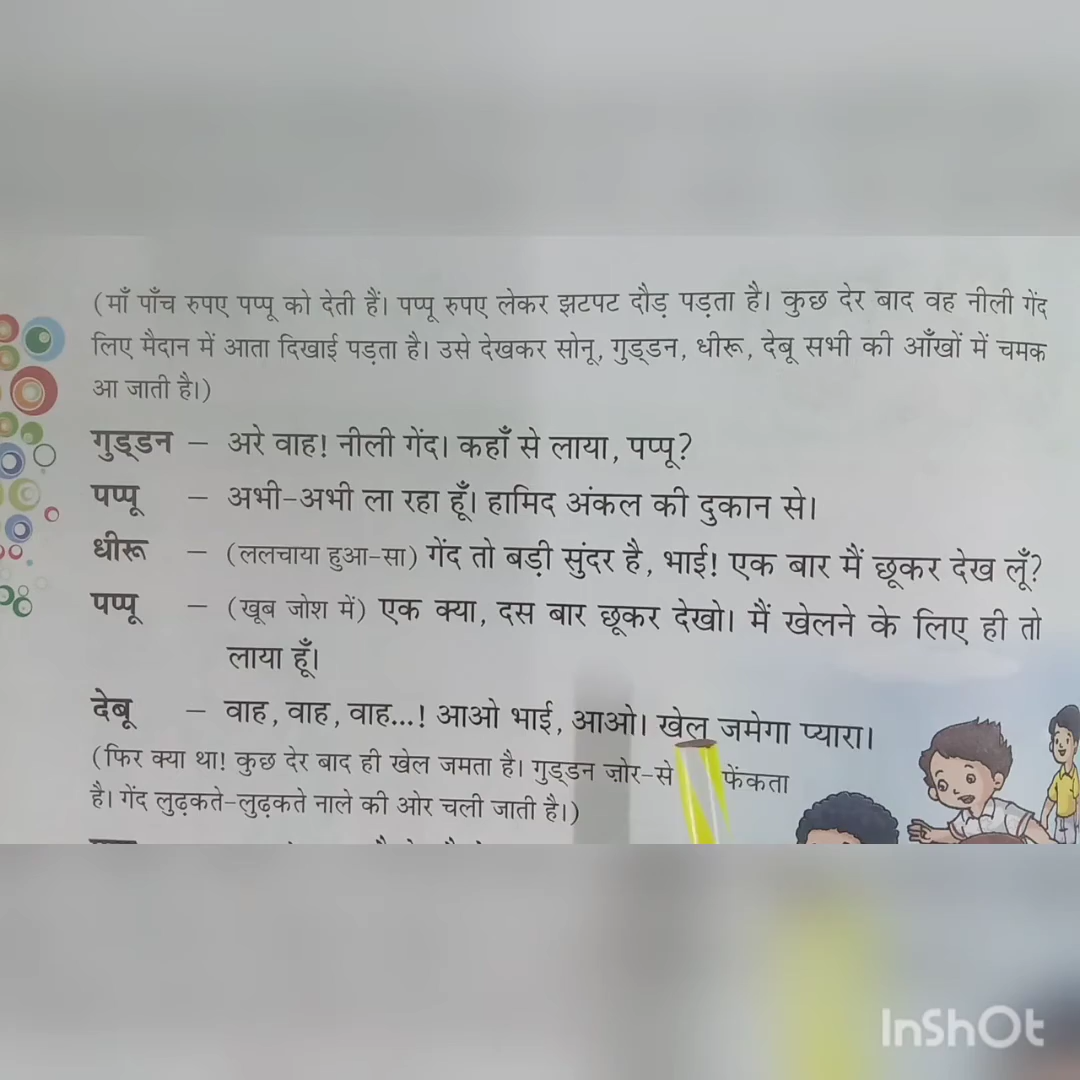 (माँ पाँच रुपए पप्पू को देती हैं। पप्पू रुपए लेकर झटपट दौड़ पड़ता है। कुछ देर बाद वह नीली गेंद
लिए मैदान में आता दिखाई पड़ता है। उसे देखकर सोनू, गुड्डन, धीरू, देबू सभी की आँखों में चमक
आ जाती है।)
गुड्डन – अरे वाह! नीली गेंद। कहाँ से लाया, पप्पू?
पप्पू – अभी-अभी ला रहा हूँ। हामिद अंकल की दुकान से।
धीरू – (ललचाया हुआ-सा) गेंद तो बड़ी सुंदर है, भाई! एक बार मैं छूकर देख लूँ?
पप्पू – (खूब जोश में) एक क्या, दस बार छूकर देखो। मैं खेलने के लिए ही तो
लाया हूँ।
देबू – वाह, वाह, वाह...! आओ भाई, आओ। खेल जमेगा प्यारा।
(फिर क्या था! कुछ देर बाद ही खेल जमता है। गुड्डन जोर-से फेंकता
है। गेंद लुढ़कते-लुढ़कते नाले की ओर चली जाती है।)
InShOt